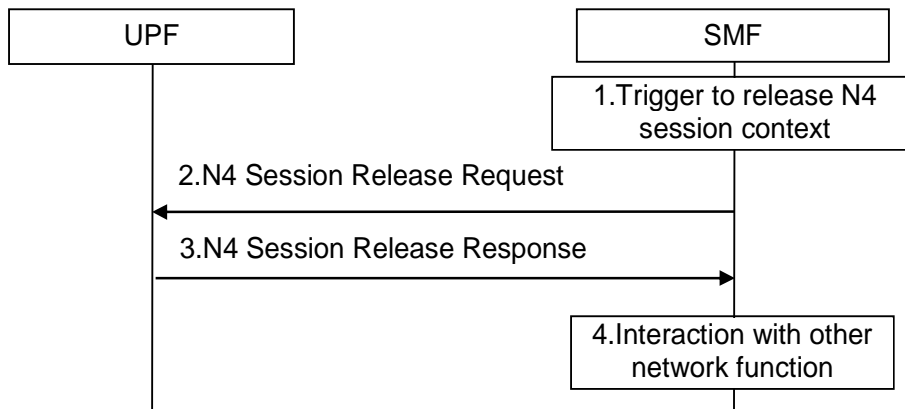 UPF
SMF
1.Trigger to release N4
session context
2.N4 Session Release Request
3.N4 Session Release Response
4.Interaction with other
network function